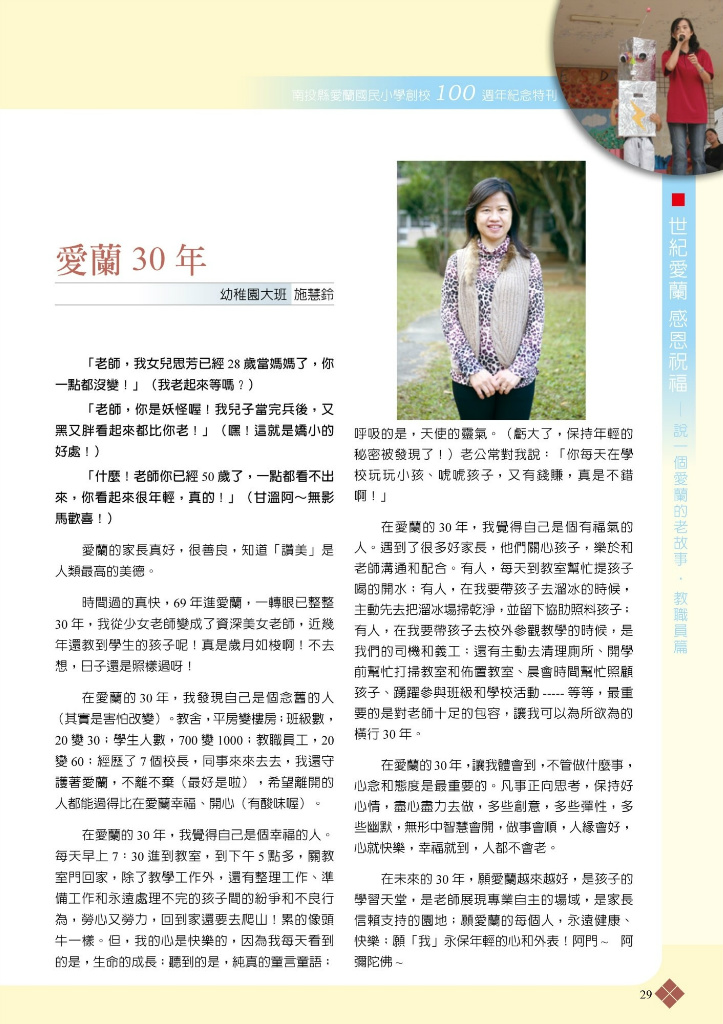 南投縣愛蘭國民小學創校 100 週年紀念特刊
愛蘭 30 年
幼稚園大班 施慧鈴
「老師，我女兒思芳已經 28 歲當媽媽了，你
一點都沒變！」（我老起來等嗎？）
「老師，你是妖怪喔！我兒子當完兵後，又
黑又胖看起來都比你老！」（嘿！這就是嬌小的
好處！）
「什麼！老師你已經 50 歲了，一點都看不出
來，你看起來很年輕，真的！」（甘溫阿～無影
馬歡喜！）
愛蘭的家長真好，很善良，知道「讚美」是
人類最高的美德。
時間過的真快，69 年進愛蘭，一轉眼已整整
30 年，我從少女老師變成了資深美女老師，近幾
年還教到學生的孩子呢！真是歲月如梭啊！不去
想，日子還是照樣過呀！
在愛蘭的 30 年，我發現自己是個念舊的人
（其實是害怕改變）。教舍，平房變樓房；班級數，
20 變 30；學生人數，700 變 1000；教職員工，20
變 60；經歷了 7 個校長，同事來來去去，我還守
護著愛蘭，不離不棄（最好是啦），希望離開的
人都能過得比在愛蘭幸福、開心（有酸味喔）。
在愛蘭的 30 年，我覺得自己是個幸福的人。
每天早上 7：30 進到教室，到下午 5 點多，關教
室門回家，除了教學工作外，還有整理工作、準
備工作和永遠處理不完的孩子間的紛爭和不良行
為，勞心又勞力，回到家還要去爬山！累的像頭
牛一樣。但，我的心是快樂的，因為我每天看到
的是，生命的成長；聽到的是，純真的童言童語；
呼吸的是，天使的靈氣。（虧大了，保持年輕的
秘密被發現了！）老公常對我說：「你每天在學
校玩玩小孩、唬唬孩子，又有錢賺，真是不錯
啊！」
在愛蘭的 30 年，我覺得自己是個有福氣的
人。遇到了很多好家長，他們關心孩子，樂於和
老師溝通和配合。有人，每天到教室幫忙提孩子
喝的開水；有人，在我要帶孩子去溜冰的時候，
主動先去把溜冰場掃乾淨，並留下協助照料孩子；
有人，在我要帶孩子去校外參觀教學的時候，是
我們的司機和義工；還有主動去清理廁所、開學
前幫忙打掃教室和佈置教室、晨會時間幫忙照顧
孩子、踴躍參與班級和學校活動 ----- 等等，最重
要的是對老師十足的包容，讓我可以為所欲為的
橫行 30 年。
在愛蘭的 30 年，讓我體會到，不管做什麼事，
心念和態度是最重要的。凡事正向思考，保持好
心情，盡心盡力去做，多些創意，多些彈性，多
些幽默，無形中智慧會開，做事會順，人緣會好，
心就快樂，幸福就到，人都不會老。
在未來的 30 年，願愛蘭越來越好，是孩子的
學習天堂，是老師展現專業自主的場域，是家長
信賴支持的園地；願愛蘭的每個人，永遠健康、
快樂；願「我」永保年輕的心和外表！阿門～ 阿
彌陀佛～
世紀愛蘭 感恩祝福 ── 說一個愛蘭的老故事．教職員篇
29